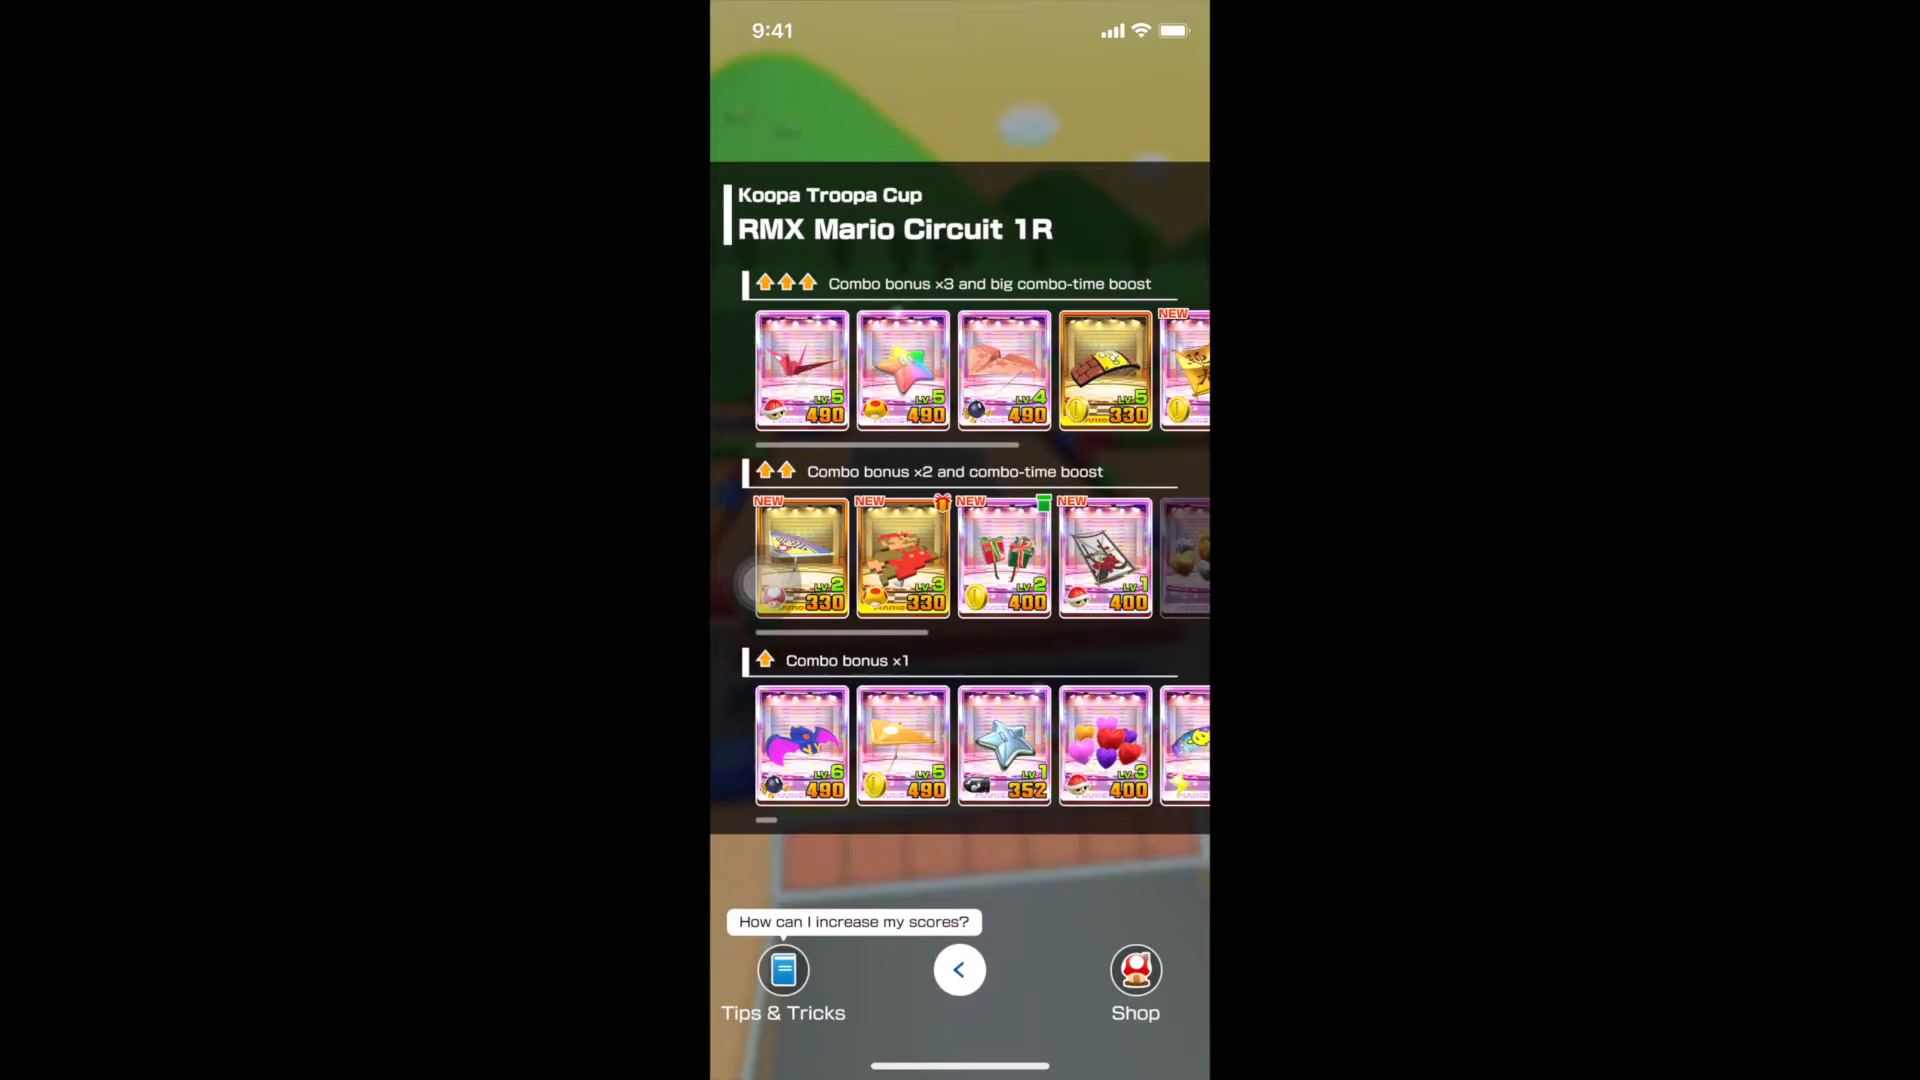 9:41
Koopa Troopa Cup
RMX Mario Circuit 1R
Combo bonus ×3 and big combo-time boost
NEW
LV.5 LV.5 LV.4 LV.5
490 490 490 330
Combo bonus ×2 and combo-time boost
NEW NEW NEW NEW
LV.2 LV.3 LV.2 LV.1
330 330 400 400
Combo bonus ×1
LV.6 LV.5 LV.1 LV.3
490 490 352 400
How can I increase my scores?
<
Tips & Tricks
Shop